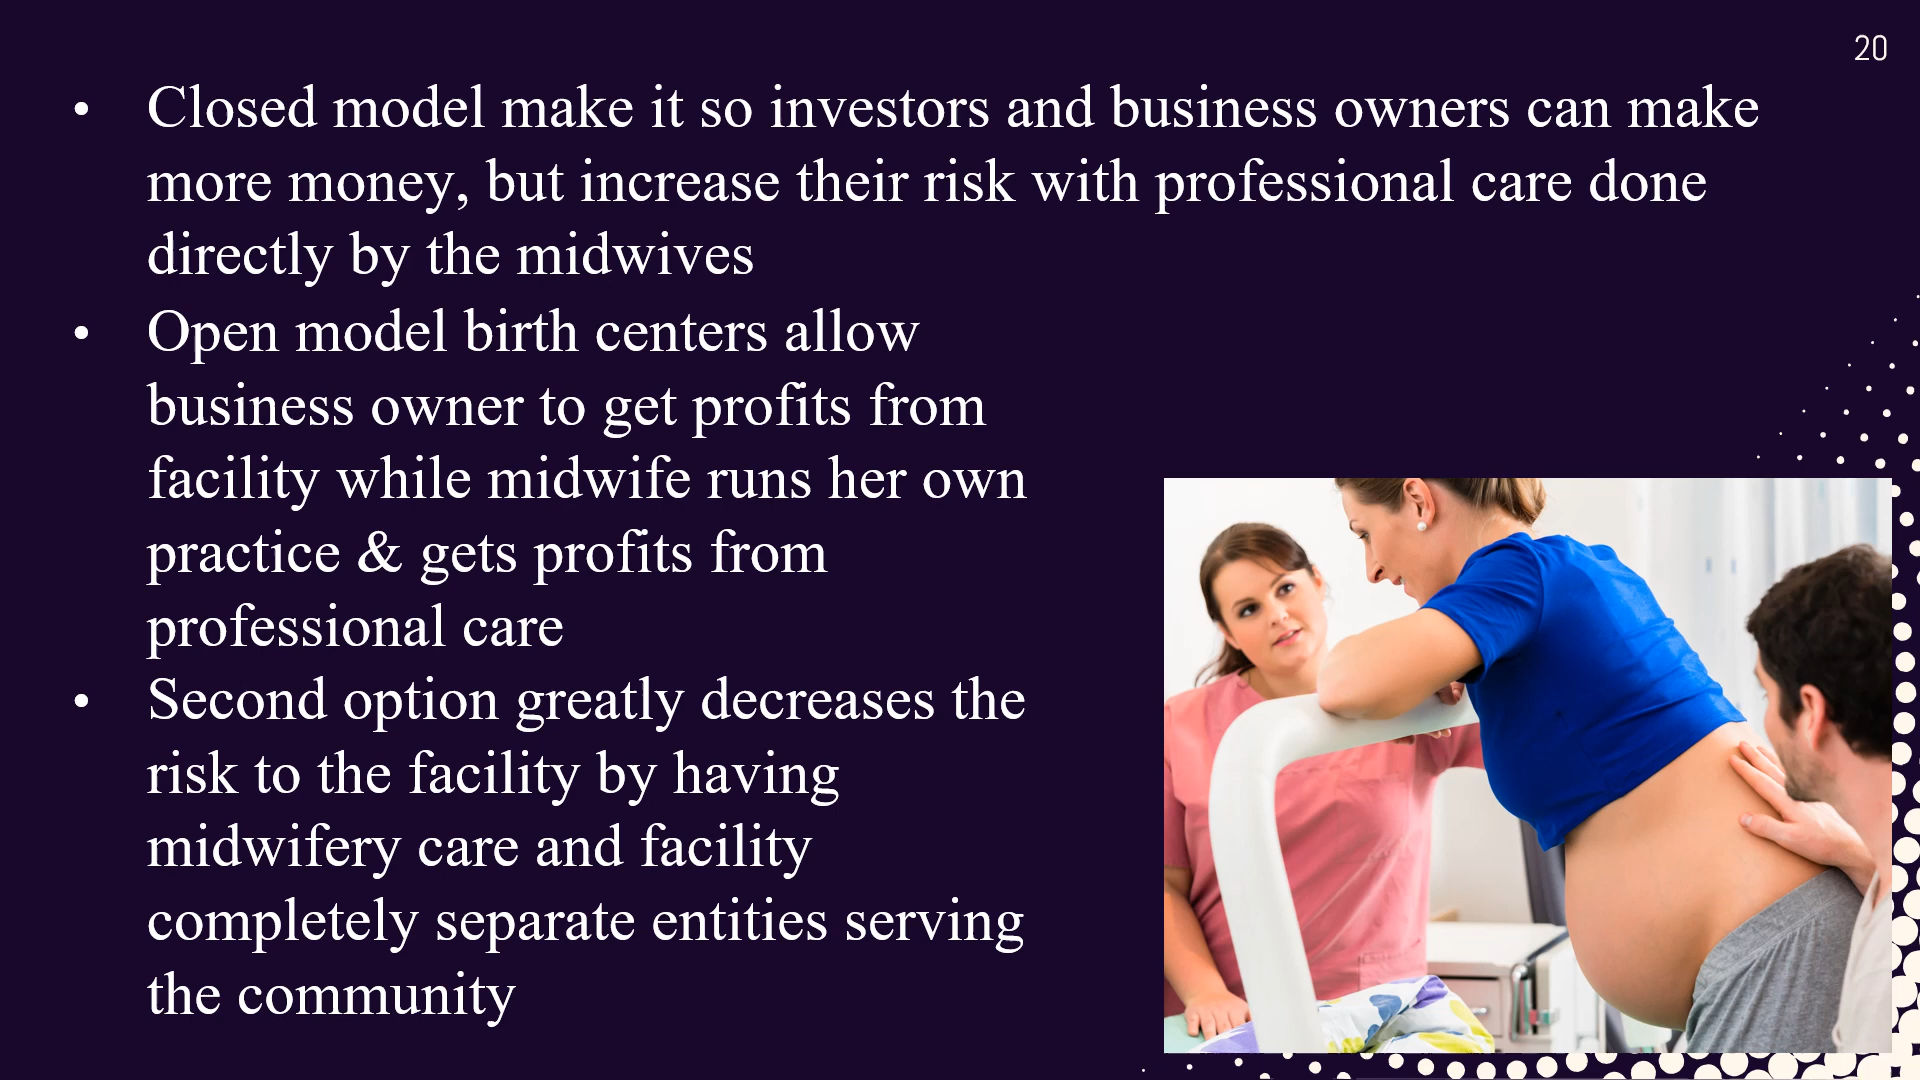 20
• Closed model make it so investors and business owners can make
more money, but increase their risk with professional care done
directly by the midwives
• Open model birth centers allow
business owner to get profits from
facility while midwife runs her own
practice & gets profits from
professional care
• Second option greatly decreases the
risk to the facility by having
midwifery care and facility
completely separate entities serving
the community